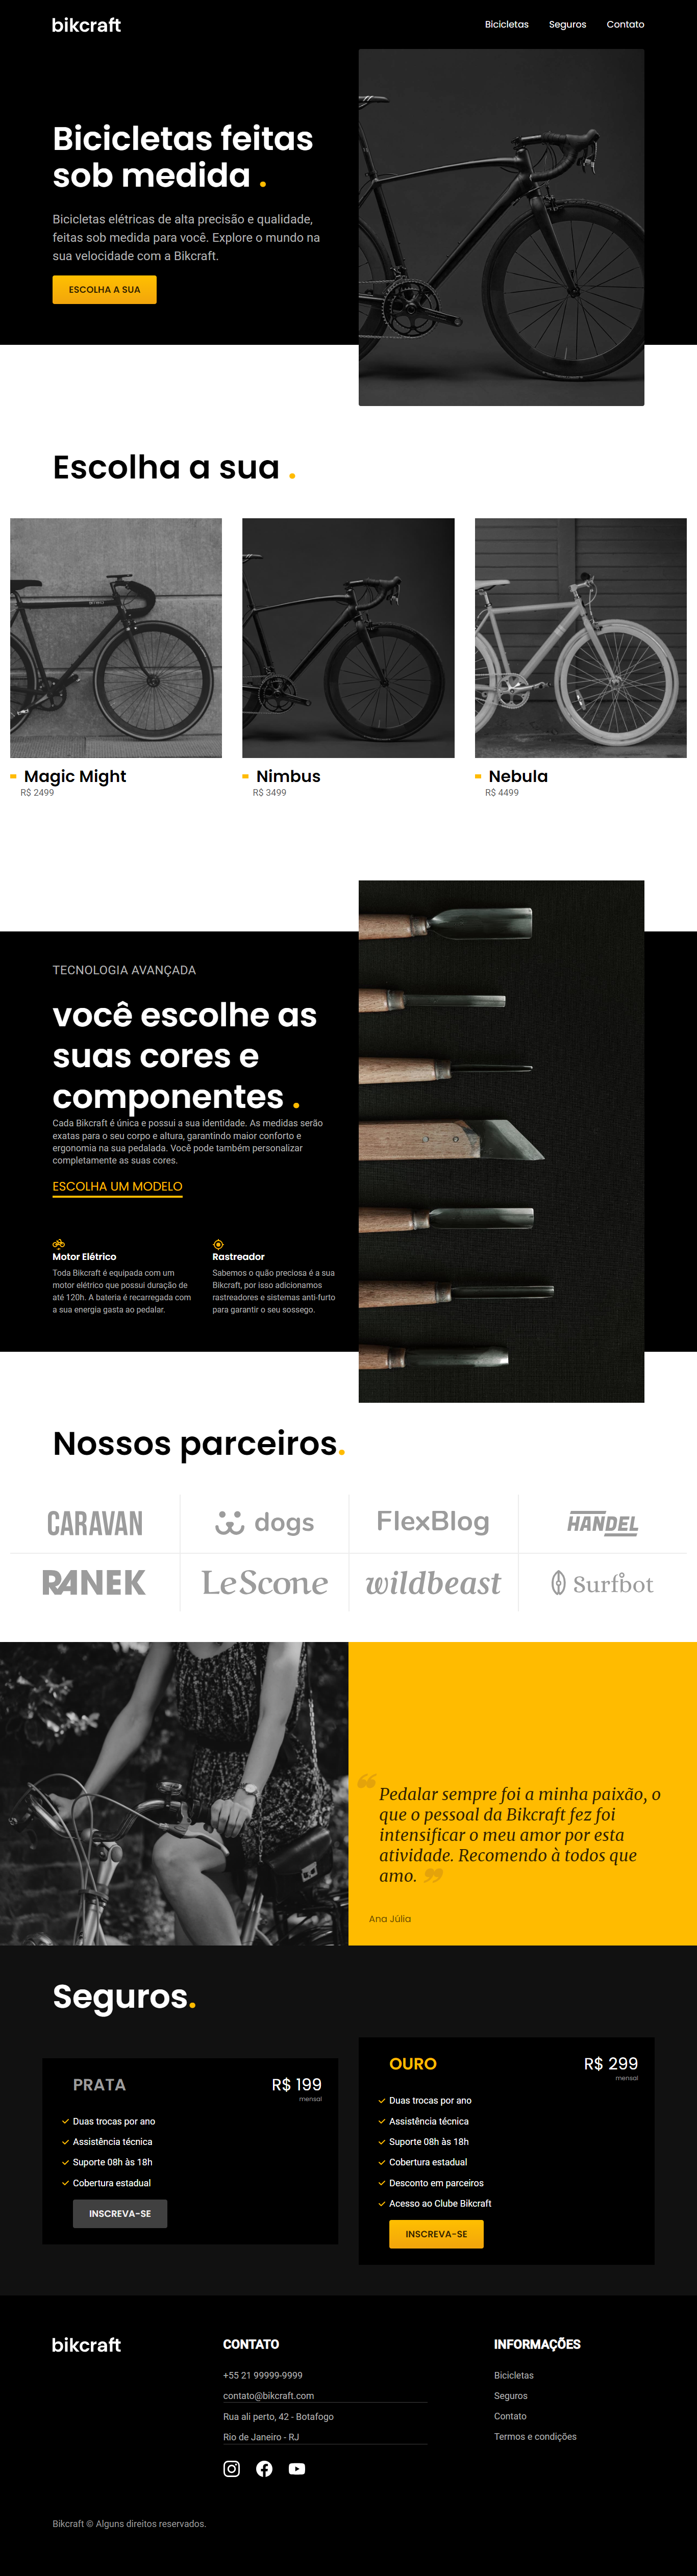 bikcraft
Bicicletas
Seguros
Contato
Bicicletas feitas
sob medida .
Bicicletas elétricas de alta precisão e qualidade,
feitas sob medida para você. Explore o mundo na
sua velocidade com a Bikcraft.
ESCOLHA A SUA
Escolha a sua .
Magic Might
R$ 2499
Nimbus
R$ 3499
Nebula
R$ 4499
TECNOLOGIA AVANÇADA
você escolhe as
suas cores e
componentes .
Cada Bikcraft é única e possui a sua identidade. As medidas serão
exatas para o seu corpo e altura, garantindo maior conforto e
ergonomia na sua pedalada. Você pode também personalizar
completamente as suas cores.
ESCOLHA UM MODELO
Motor Elétrico
Toda Bikcraft é equipada com um
motor elétrico que possui duração de
até 120h. A bateria é recarregada com
a sua energia gasta ao pedalar.
Rastreador
Sabemos o quão preciosa é a sua
Bikcraft, por isso adicionamos
rastreadores e sistemas anti-furto
para garantir o seu sossego.
Nossos parceiros.
CARAVAN
dogs
FlexBlog
HANDEL
RANEK
LeScone
wildbeast
Surfbot
“ Pedalar sempre foi a minha paixão, o
que o pessoal da Bikcraft fez foi
intensificar o meu amor por esta
atividade. Recomendo à todos que
amo. ”
Ana Júlia
Seguros.
PRATA
R$ 199
mensal
Duas trocas por ano
Assistência técnica
Suporte 08h às 18h
Cobertura estadual
INSCREVA-SE
OURO
R$ 299
mensal
Duas trocas por ano
Assistência técnica
Suporte 08h às 18h
Cobertura estadual
Desconto em parceiros
Acesso ao Clube Bikcraft
INSCREVA-SE
bikcraft
CONTATO
+55 21 99999-9999
contato@bikcraft.com
Rua ali perto, 42 - Botafogo
Rio de Janeiro - RJ
INFORMAÇÕES
Bicicletas
Seguros
Contato
Termos e condições
Bikcraft © Alguns direitos reservados.